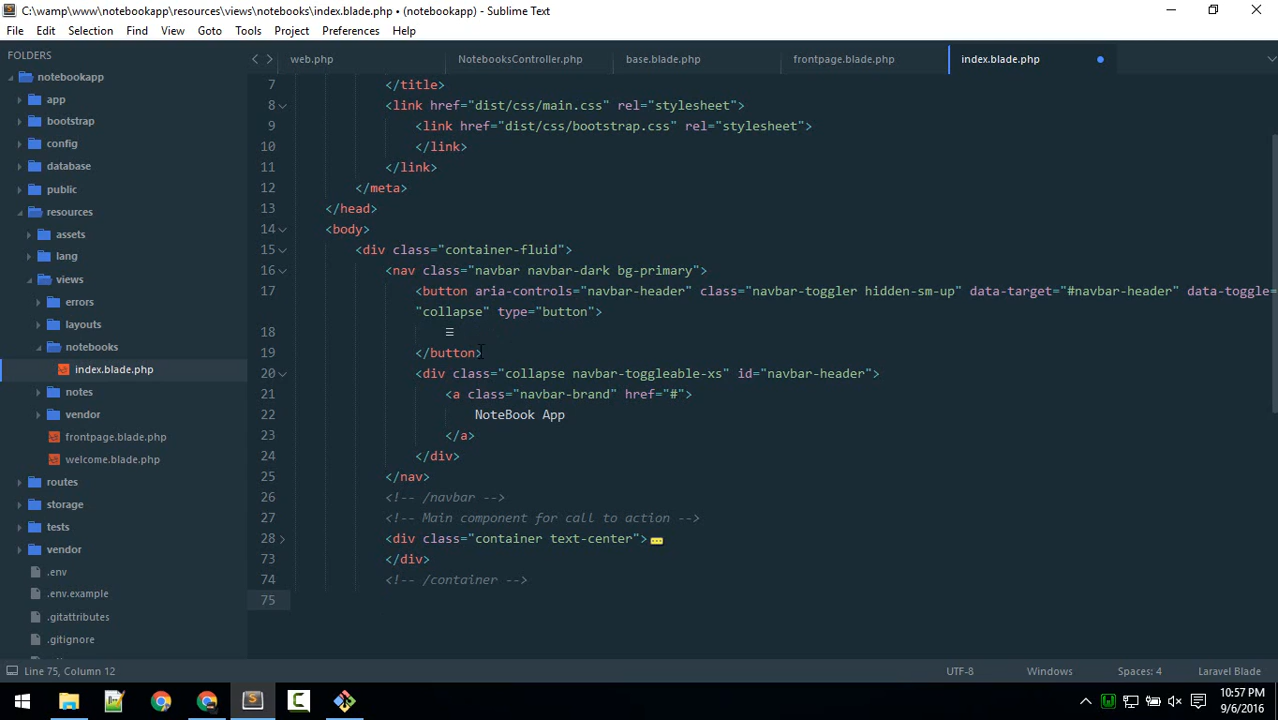 C:\wamp\www\notebookapp\resources\views\notebooks\index.blade.php • (notebookapp) - Sublime Text
File Edit Selection Find View Goto Tools Project Preferences Help
FOLDERS
notebookapp
app
bootstrap
config
database
public
resources
assets
lang
views
errors
layouts
notebooks
index.blade.php
notes
vendor
frontpage.blade.php
welcome.blade.php
routes
storage
tests
vendor
.env
.env.example
.gitattributes
.gitignore
web.php NotebooksController.php base.blade.php frontpage.blade.php index.blade.php
7 </title>
8 <link href="dist/css/main.css" rel="stylesheet">
9 <link href="dist/css/bootstrap.css" rel="stylesheet">
10 </link>
11 </link>
12 </meta>
13 </head>
14 <body>
15 <div class="container-fluid">
16 <nav class="navbar navbar-dark bg-primary">
17 <button aria-controls="navbar-header" class="navbar-toggler hidden-sm-up" data-target="#navbar-header" data-toggle=
"collapse" type="button">
18 ☰
19 </button>
20 <div class="collapse navbar-toggleable-xs" id="navbar-header">
21 <a class="navbar-brand" href="#">
22 NoteBook App
23 </a>
24 </div>
25 </nav>
26 <!-- /navbar -->
27 <!-- Main component for call to action -->
28 <div class="container text-center">
73 </div>
74 <!-- /container -->
75
Line 75, Column 12 UTF-8 Windows Spaces: 4 Laravel Blade
10:57 PM
9/6/2016